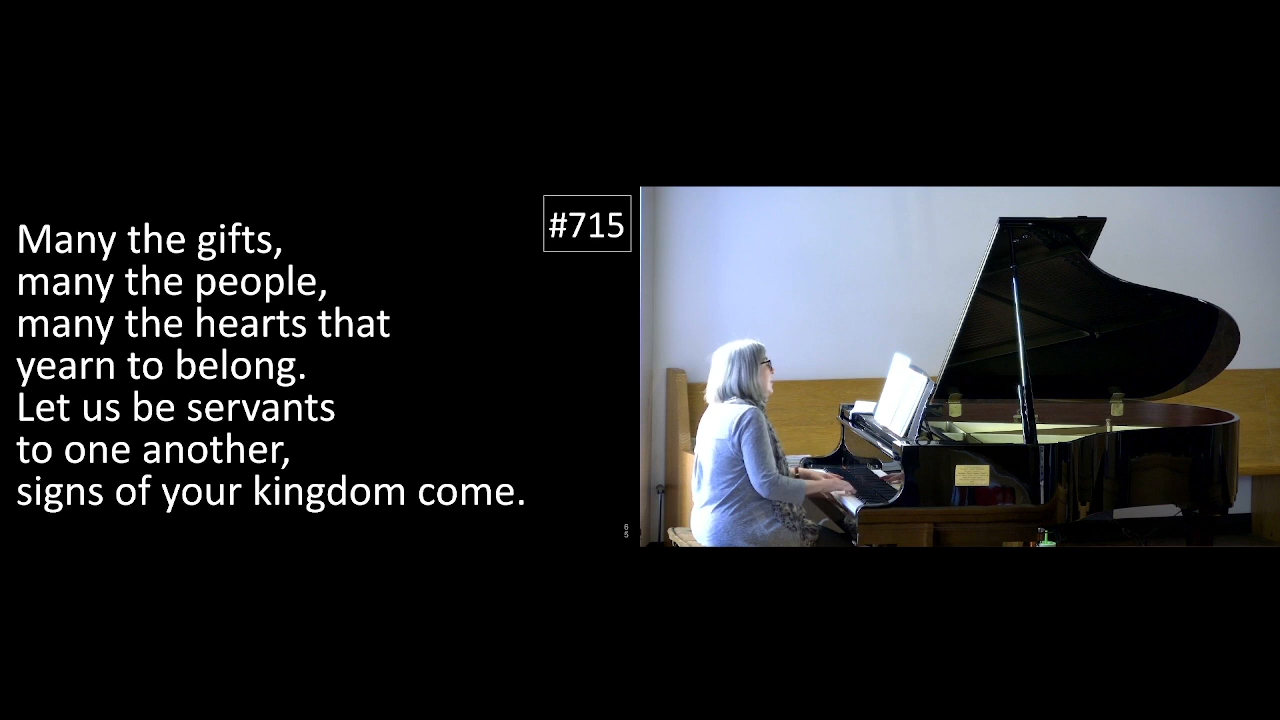 Many the gifts,
many the people,
many the hearts that
yearn to belong.
Let us be servants
to one another,
signs of your kingdom come.
#715
65